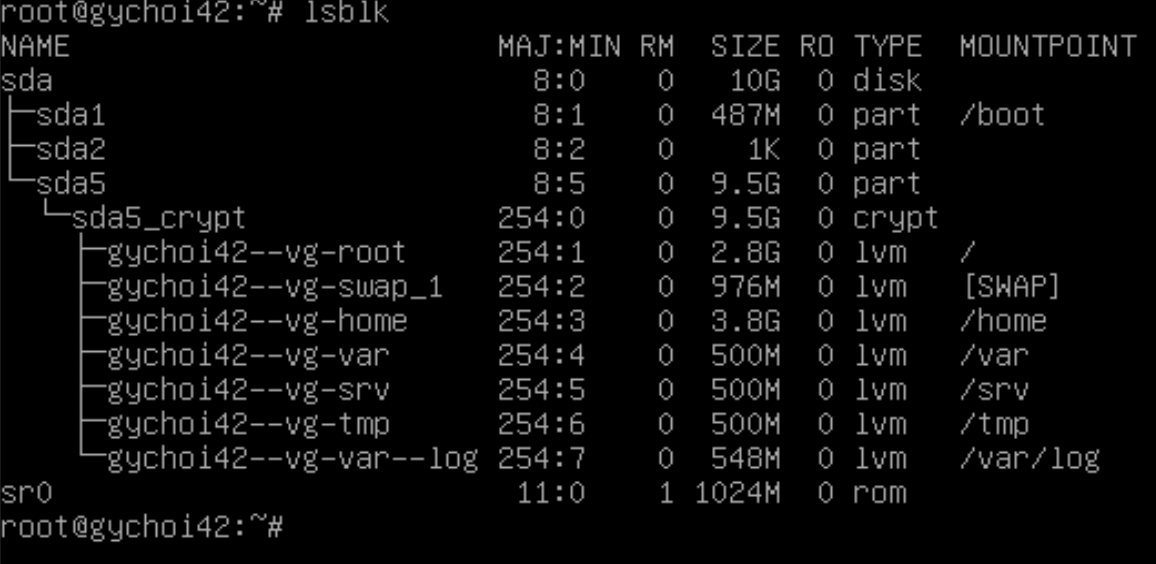 root@gychoi42:~# lsblk
NAME                         MAJ:MIN RM  SIZE RO TYPE  MOUNTPOINT
sda                            8:0    0   10G  0 disk
├─sda1                         8:1    0  487M  0 part  /boot
├─sda2                         8:2    0    1K  0 part
└─sda5                         8:5    0  9.5G  0 part
  └─sda5_crypt               254:0    0  9.5G  0 crypt
    ├─gychoi42--vg-root      254:1    0  2.8G  0 lvm   /
    ├─gychoi42--vg-swap_1    254:2    0  976M  0 lvm   [SWAP]
    ├─gychoi42--vg-home      254:3    0  3.8G  0 lvm   /home
    ├─gychoi42--vg-var       254:4    0  500M  0 lvm   /var
    ├─gychoi42--vg-srv       254:5    0  500M  0 lvm   /srv
    ├─gychoi42--vg-tmp       254:6    0  500M  0 lvm   /tmp
    └─gychoi42--vg-var--log 254:7    0  548M  0 lvm   /var/log
sr0                           11:0    1 1024M  0 rom
root@gychoi42:~#